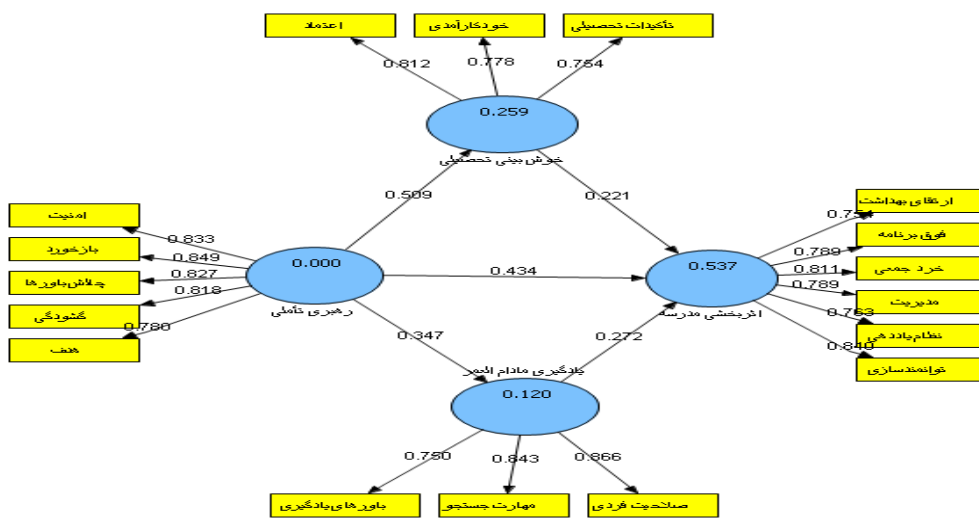 اعتماد
خودکارآمدی
تأکیدات تحصیلی
0.812
0.778
0.754
0.259
خوش بینی تحصیلی
0.509
0.221
امنیت
بازخورد
چالش باورها
گشودگی
هدف
0.833
0.849
0.827
0.818
0.780
0.000
رهبری تأملی
0.434
0.537
اثربخشی مدرسه
ارتقای بهداشت
فوق برنامه
خرد جمعی
مدیریت
نظام پاددهی
توانمندسازی
0.754
0.789
0.811
0.789
0.763
0.840
0.347
0.272
یادگیری مادام العمر
0.120
0.750
0.843
0.866
باورهای یادگیری
مهارت جستجو
صلاحیت فردی